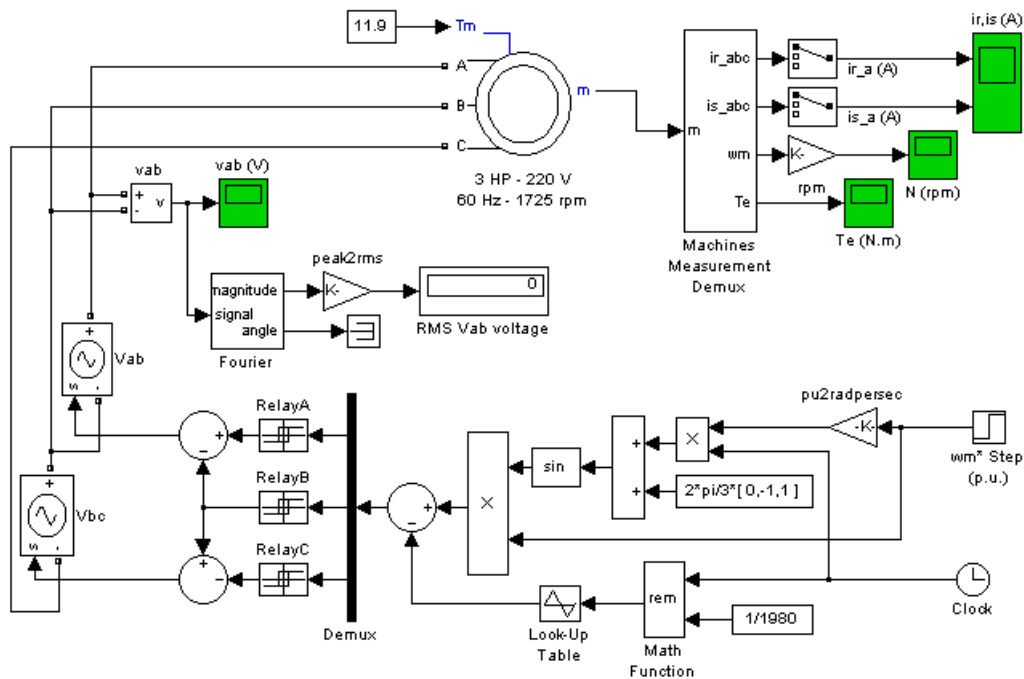 ir,is (A)
11.9
Tm
A
B
C
m
3 HP - 220 V
60 Hz - 1725 rpm
m
ir_abc
is_abc
wm
Te
Machines
Measurement
Demux
ir_a (A)
is_a (A)
K-
rpm
N (rpm)
Te (N.m)
vab
+
-
v
vab (V)
magnitude
signal
angle
Fourier
peak2rms
K-
0
RMS Vab voltage
+
s
-
Vab
+
s
-
Vbc
+
-
+
-
RelayA
RelayB
RelayC
Demux
+
-
×
sin
+
+
×
pu2radpersec
-K-
wm* Step
(p.u.)
2*pi/3*[ 0,-1,1 ]
Look-Up
Table
rem
Math
Function
1/1980
Clock